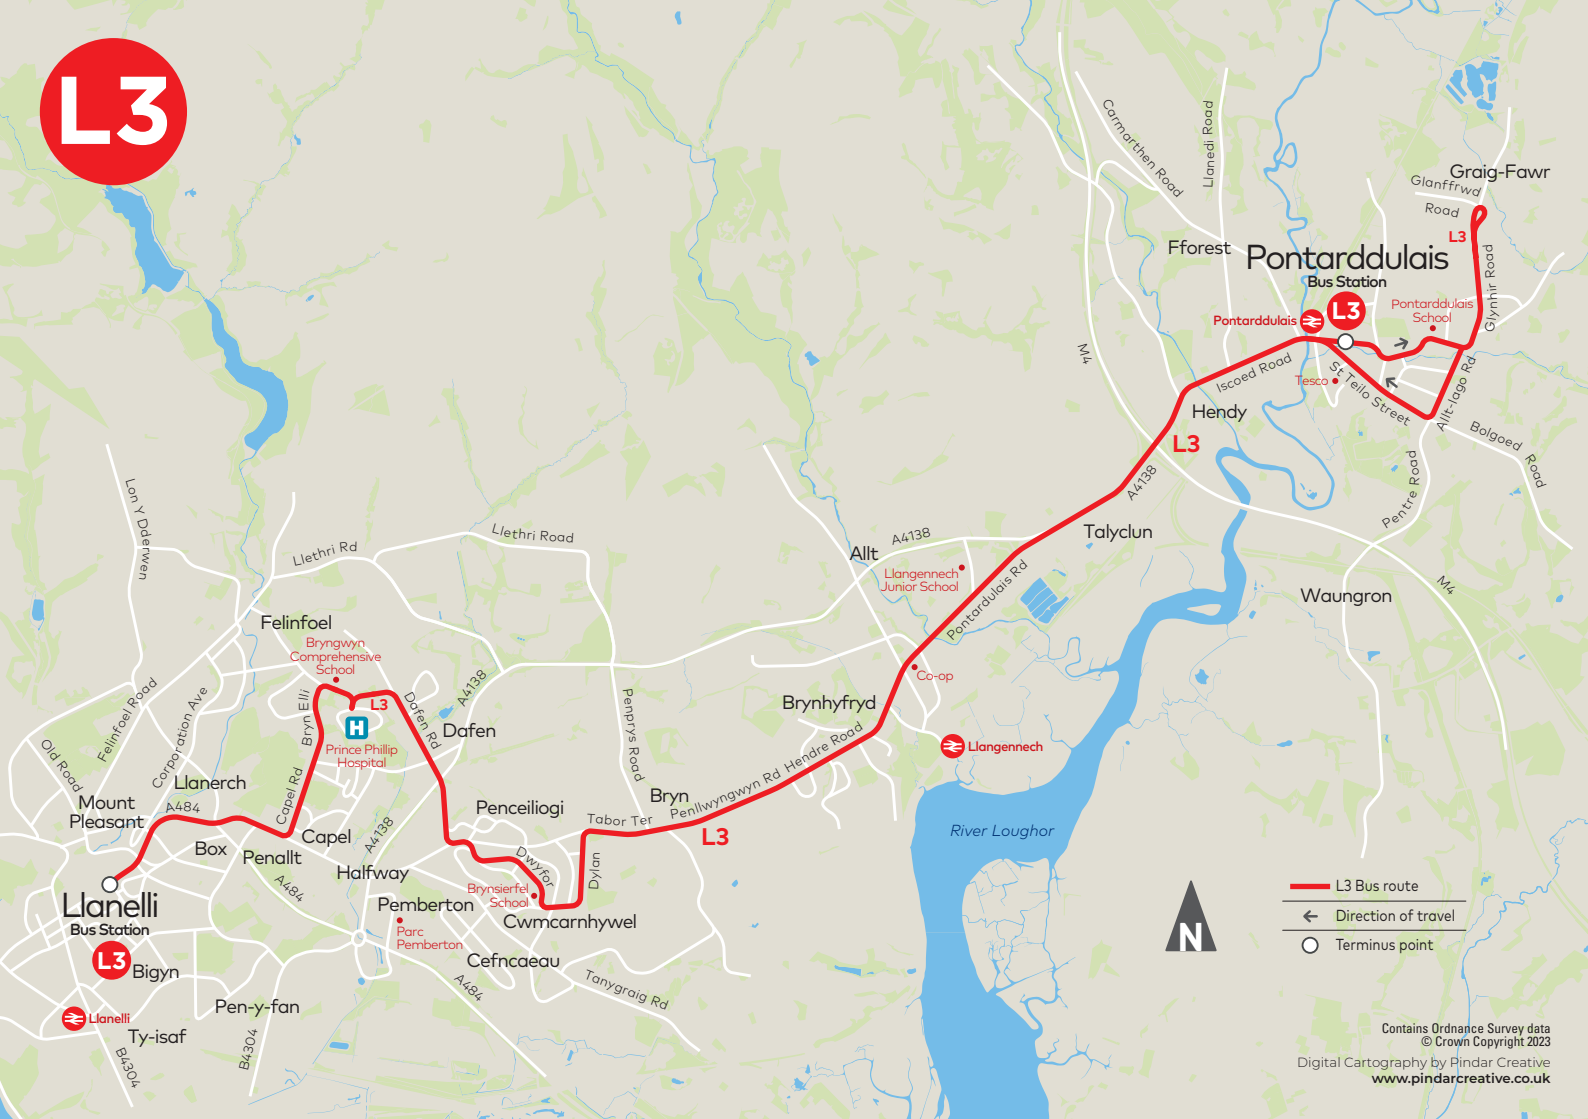 L3
Carmarthen Road
Llanedi Road
Graig-Fawr
Glanffrwd
Road
L3
Glynhir Road
Fforest
Pontarddulais
Bus Station
L3
Pontarddulais
Pontarddulais
School
M4
Iscoed Road
Tesco
St Teilo Street
Allt-Iago Rd
Hendy
L3
Bolgoed Road
A4138
Pentre Road
Talyclun
Lon Y Dderwen
Llethri Rd
Llethri Road
Allt
A4138
Llangennech
Junior School
Pontardulais Rd
M4
Waungron
Felinfoel
Bryngwyn
Comprehensive
School
Co-op
Felinfoel Road
Corporation Ave
Bryn Elli
L3
H
Prince Phillip
Hospital
Dafen Rd
A4138
Dafen
Penprys Road
Brynhyfryd
Hendre Road
Llangennech
Old Road
Llanerch
Mount
Pleasant
A484
Capel Rd
Capel
A4138
Penceiliogi
Bryn
Tabor Ter
Penllwyngwyn Rd
L3
River Loughor
Box
Penallt
Halfway
A484
Dwyfor
Dylan
Brynsierfel
School
Llanelli
Bus Station
L3
Pemberton
Parc
Pemberton
Cwmcarnhywel
Cefncaeau
Bigyn
A484
Tanygraig Rd
Pen-y-fan
Llanelli
Ty-isaf
B4304
B4304
N
L3 Bus route
Direction of travel
Terminus point
Contains Ordnance Survey data
© Crown Copyright 2023
Digital Cartography by Pindar Creative
www.pindarcreative.co.uk